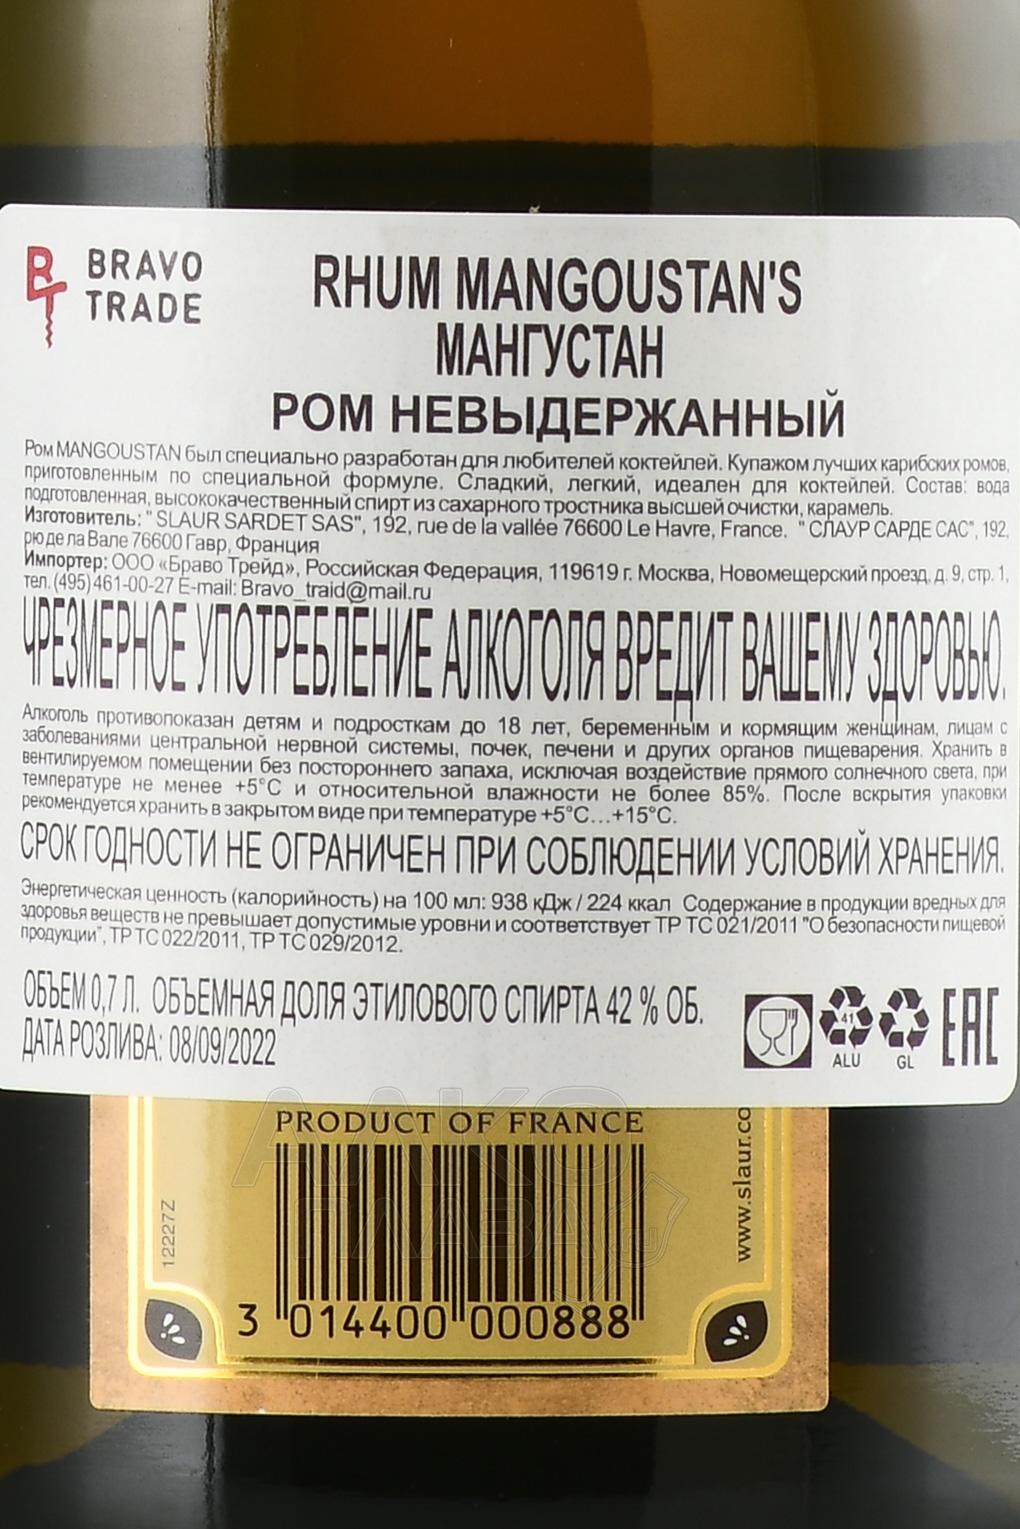 BRAVO
TRADE
RHUM MANGOUSTAN'S
МАНГУСТАН
РОМ НЕВЫДЕРЖАННЫЙ
Ром MANGOUSTAN был специально разработан для любителей коктейлей. Купажом лучших карибских ромов,
приготовленным по специальной формуле. Сладкий, легкий, идеален для коктейлей. Состав: вода
подготовленная, высококачественный спирт из сахарного тростника высшей очистки, карамель.
Изготовитель: " SLAUR SARDET SAS", 192, rue de la vallée 76600 Le Havre, France. " СЛАУР САРДЕ САС", 192,
рю де ла Вале 76600 Гавр, Франция
Импортер: ООО «Браво Трейд», Российская Федерация, 119619 г. Москва, Новомещерский проезд, д. 9, стр. 1,
тел. (495) 461-00-27 E-mail: Bravo_traid@mail.ru
ЧРЕЗМЕРНОЕ УПОТРЕБЛЕНИЕ АЛКОГОЛЯ ВРЕДИТ ВАШЕМУ ЗДОРОВЬЮ.
Алкоголь противопоказан детям и подросткам до 18 лет, беременным и кормящим женщинам, лицам с
заболеваниями центральной нервной системы, почек, печени и других органов пищеварения. Хранить в
вентилируемом помещении без постороннего запаха, исключая воздействие прямого солнечного света, при
температуре не менее +5°С и относительной влажности не более 85%. После вскрытия упаковки
рекомендуется хранить в закрытом виде при температуре +5°С...+15°С.
СРОК ГОДНОСТИ НЕ ОГРАНИЧЕН ПРИ СОБЛЮДЕНИИ УСЛОВИЙ ХРАНЕНИЯ.
Энергетическая ценность (калорийность) на 100 мл: 938 кДж / 224 ккал Содержание в продукции вредных для
здоровья веществ не превышает допустимые уровни и соответствует ТР ТС 021/2011 "О безопасности пищевой
продукции", ТР ТС 022/2011, ТР ТС 029/2012.
ОБЪЕМ 0,7 Л. ОБЪЕМНАЯ ДОЛЯ ЭТИЛОВОГО СПИРТА 42 % ОБ.
ДАТА РОЗЛИВА: 08/09/2022
41
ALU
GL
EAC
PRODUCT OF FRANCE
12227Z
www.slaur.co
3 014400 000888
АЛКО
ПЛАЗА
.ru